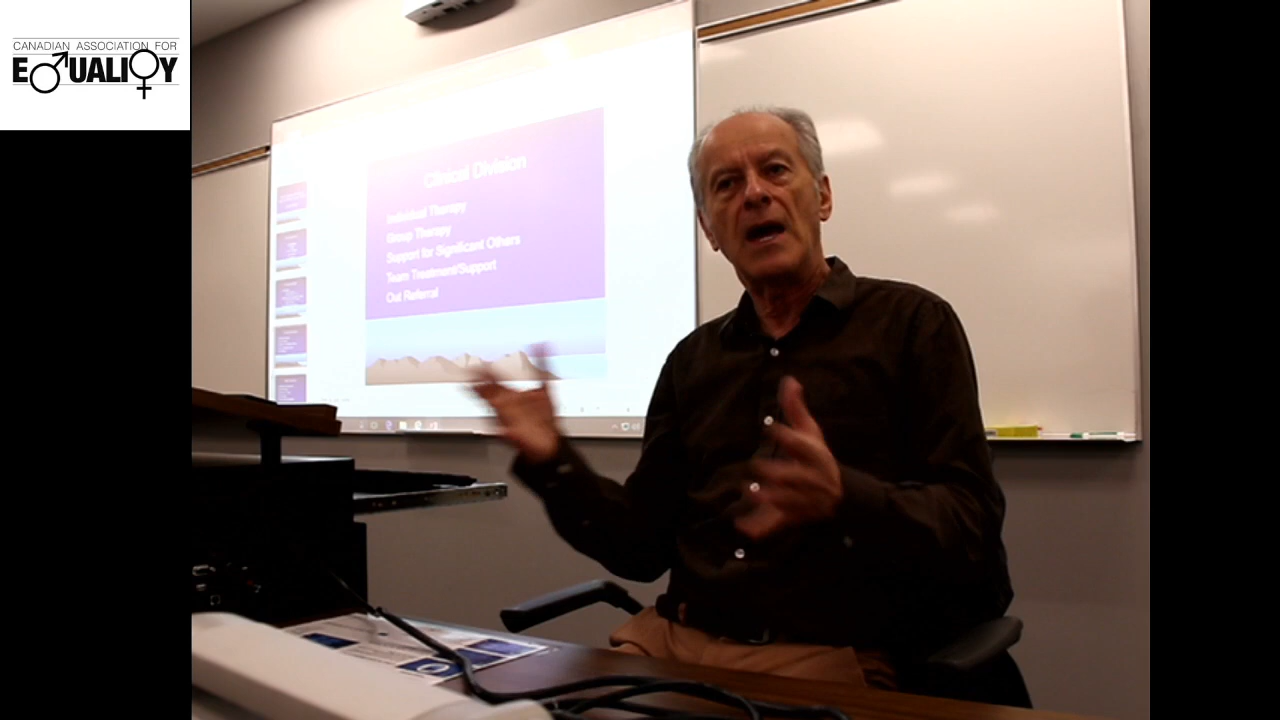 CANADIAN ASSOCIATION FOR
EQUALITY
Clinical Division
Individual Therapy
Group Therapy
Support for Significant Others
Team Treatment/Support
Out Referral